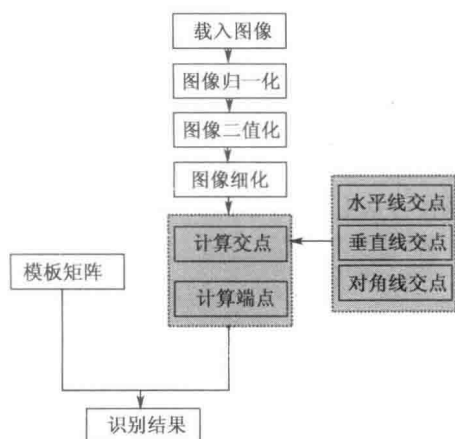 载入图像
图像归一化
图像二值化
图像细化
计算交点
计算端点
水平线交点
垂直线交点
对角线交点
模板矩阵
识别结果